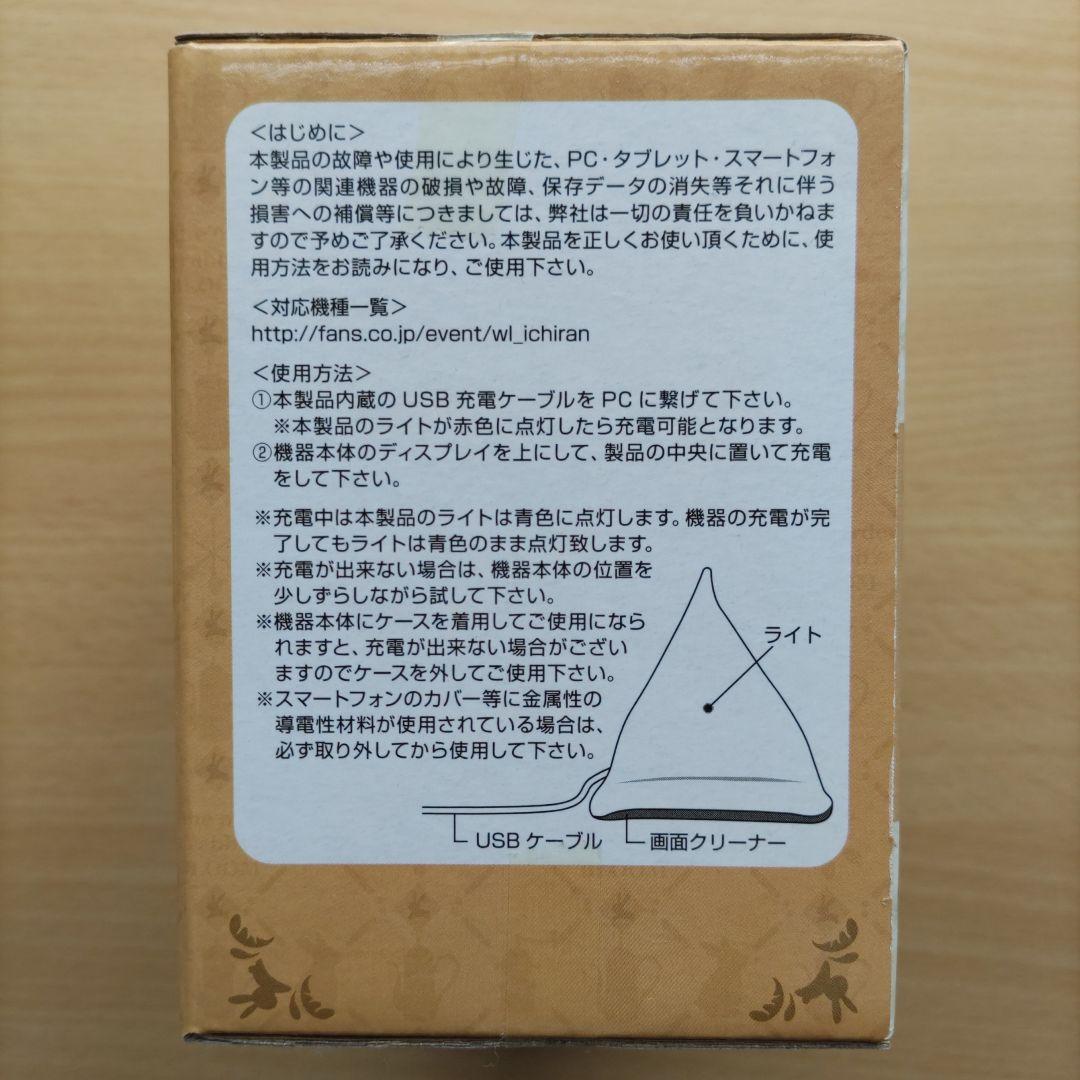 <はじめに>
本製品の故障や使用により生じた、PC・タブレット・スマートフォ
ン等の関連機器の破損や故障、保存データの消失等それに伴う
損害への補償等につきましては、弊社は一切の責任を負いかねま
すので予めご了承ください。本製品を正しくお使い頂くために、使
用方法をお読みになり、ご使用下さい。
<対応機種一覧>
http://fans.co.jp/event/wl_ichiran
<使用方法>
①本製品内蔵のUSB充電ケーブルをPCに繋げて下さい。
※本製品のライトが赤色に点灯したら充電可能となります。
②機器本体のディスプレイを上にして、製品の中央に置いて充電
をして下さい。
※充電中は本製品のライトは青色に点灯します。機器の充電が完
了してもライトは青色のまま点灯致します。
※充電が出来ない場合は、機器本体の位置を
少しずらしながら試して下さい。
※機器本体にケースを着用してご使用になら
れますと、充電が出来ない場合がござい
ますのでケースを外してご使用下さい。
※スマートフォンのカバー等に金属性の
導電性材料が使用されている場合は、
必ず取り外してから使用して下さい。
ライト
USBケーブル
画面クリーナー